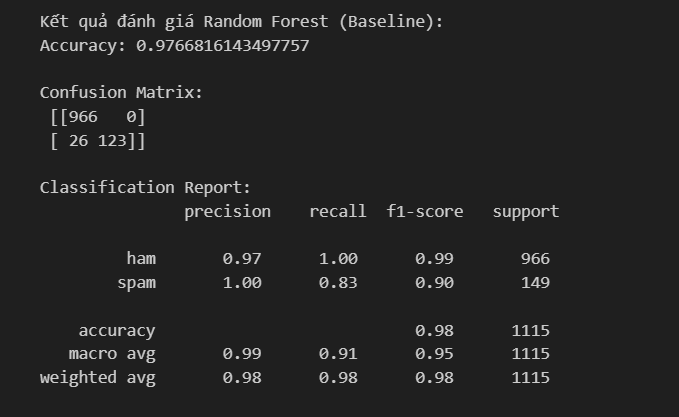 Kết quả đánh giá Random Forest (Baseline):
Accuracy: 0.9766816143497757
Confusion Matrix:
[[966   0]
[ 26 123]]
Classification Report:
precision    recall  f1-score   support
ham       0.97      1.00      0.99       966
spam       1.00      0.83      0.90       149
accuracy                           0.98      1115
macro avg       0.99      0.91      0.95      1115
weighted avg       0.98      0.98      0.98      1115